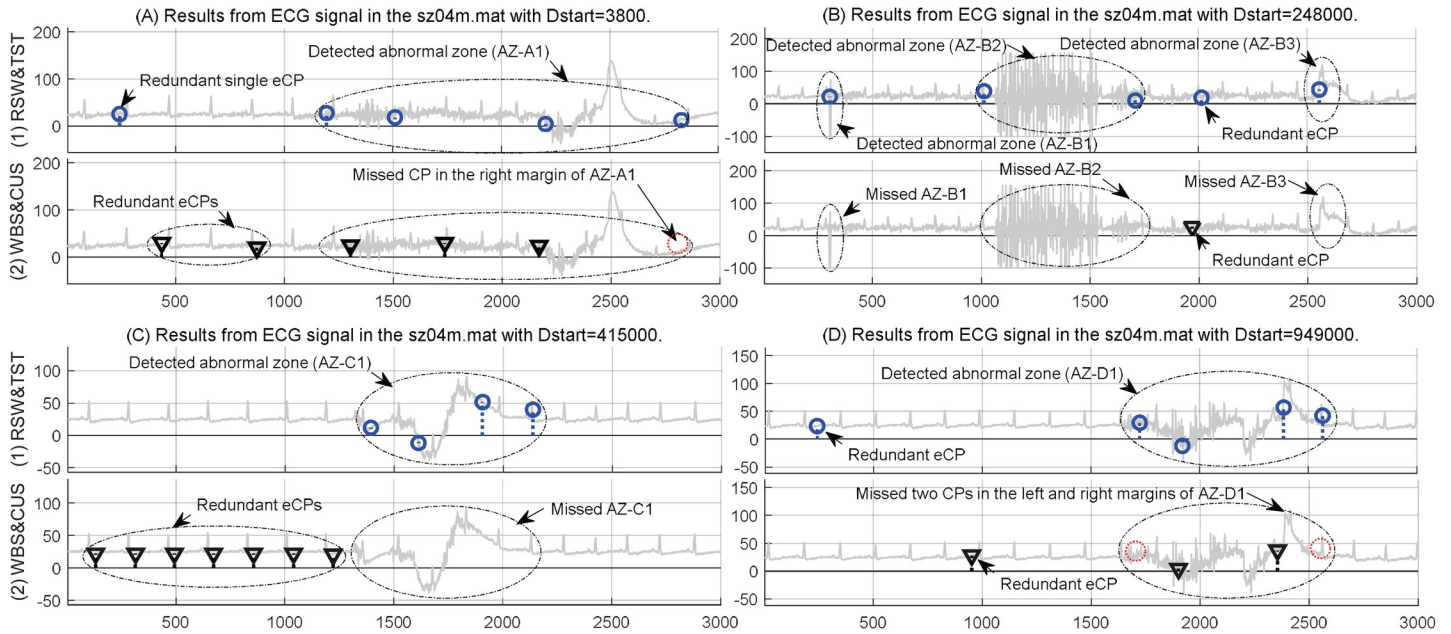 (A) Results from ECG signal in the sz04m.mat with Dstart=3800.
(1) RSW&TST
200
100
0
Detected abnormal zone (AZ-A1)
Redundant single eCP
(2) WBS&CUS
200
100
0
Missed CP in the right margin of AZ-A1
Redundant eCPs
500 1000 1500 2000 2500 3000
(B) Results from ECG signal in the sz04m.mat with Dstart=248000.
200
100
0
-100
Detected abnormal zone (AZ-B2)
Detected abnormal zone (AZ-B3)
Redundant eCP
Detected abnormal zone (AZ-B1)
200
100
0
-100
Missed AZ-B2
Missed AZ-B1
Missed AZ-B3
Redundant eCP
500 1000 1500 2000 2500 3000
(C) Results from ECG signal in the sz04m.mat with Dstart=415000.
(1) RSW&TST
100
50
0
-50
Detected abnormal zone (AZ-C1)
(2) WBS&CUS
100
50
0
-50
Redundant eCPs
Missed AZ-C1
500 1000 1500 2000 2500 3000
(D) Results from ECG signal in the sz04m.mat with Dstart=949000.
150
100
50
0
-50
Detected abnormal zone (AZ-D1)
Redundant eCP
150
100
50
0
-50
Missed two CPs in the left and right margins of AZ-D1
Redundant eCP
500 1000 1500 2000 2500 3000